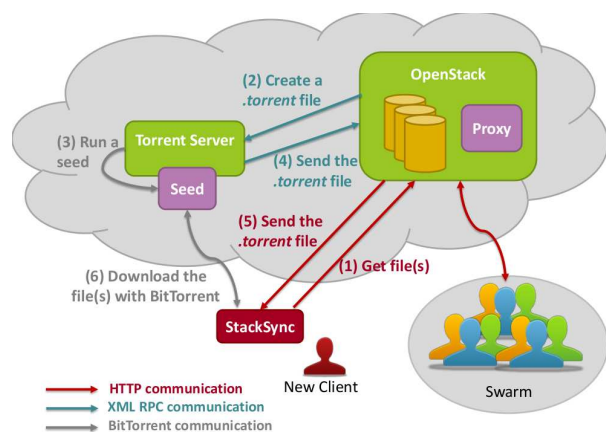 OpenStack
Proxy
(2) Create a
.torrent file
(3) Run a
seed
Torrent Server
Seed
(4) Send the
.torrent file
(5) Send the
.torrent file
(1) Get file(s)
(6) Download the
file(s) with BitTorrent
StackSync
New Client
Swarm
HTTP communication
XML RPC communication
BitTorrent communication